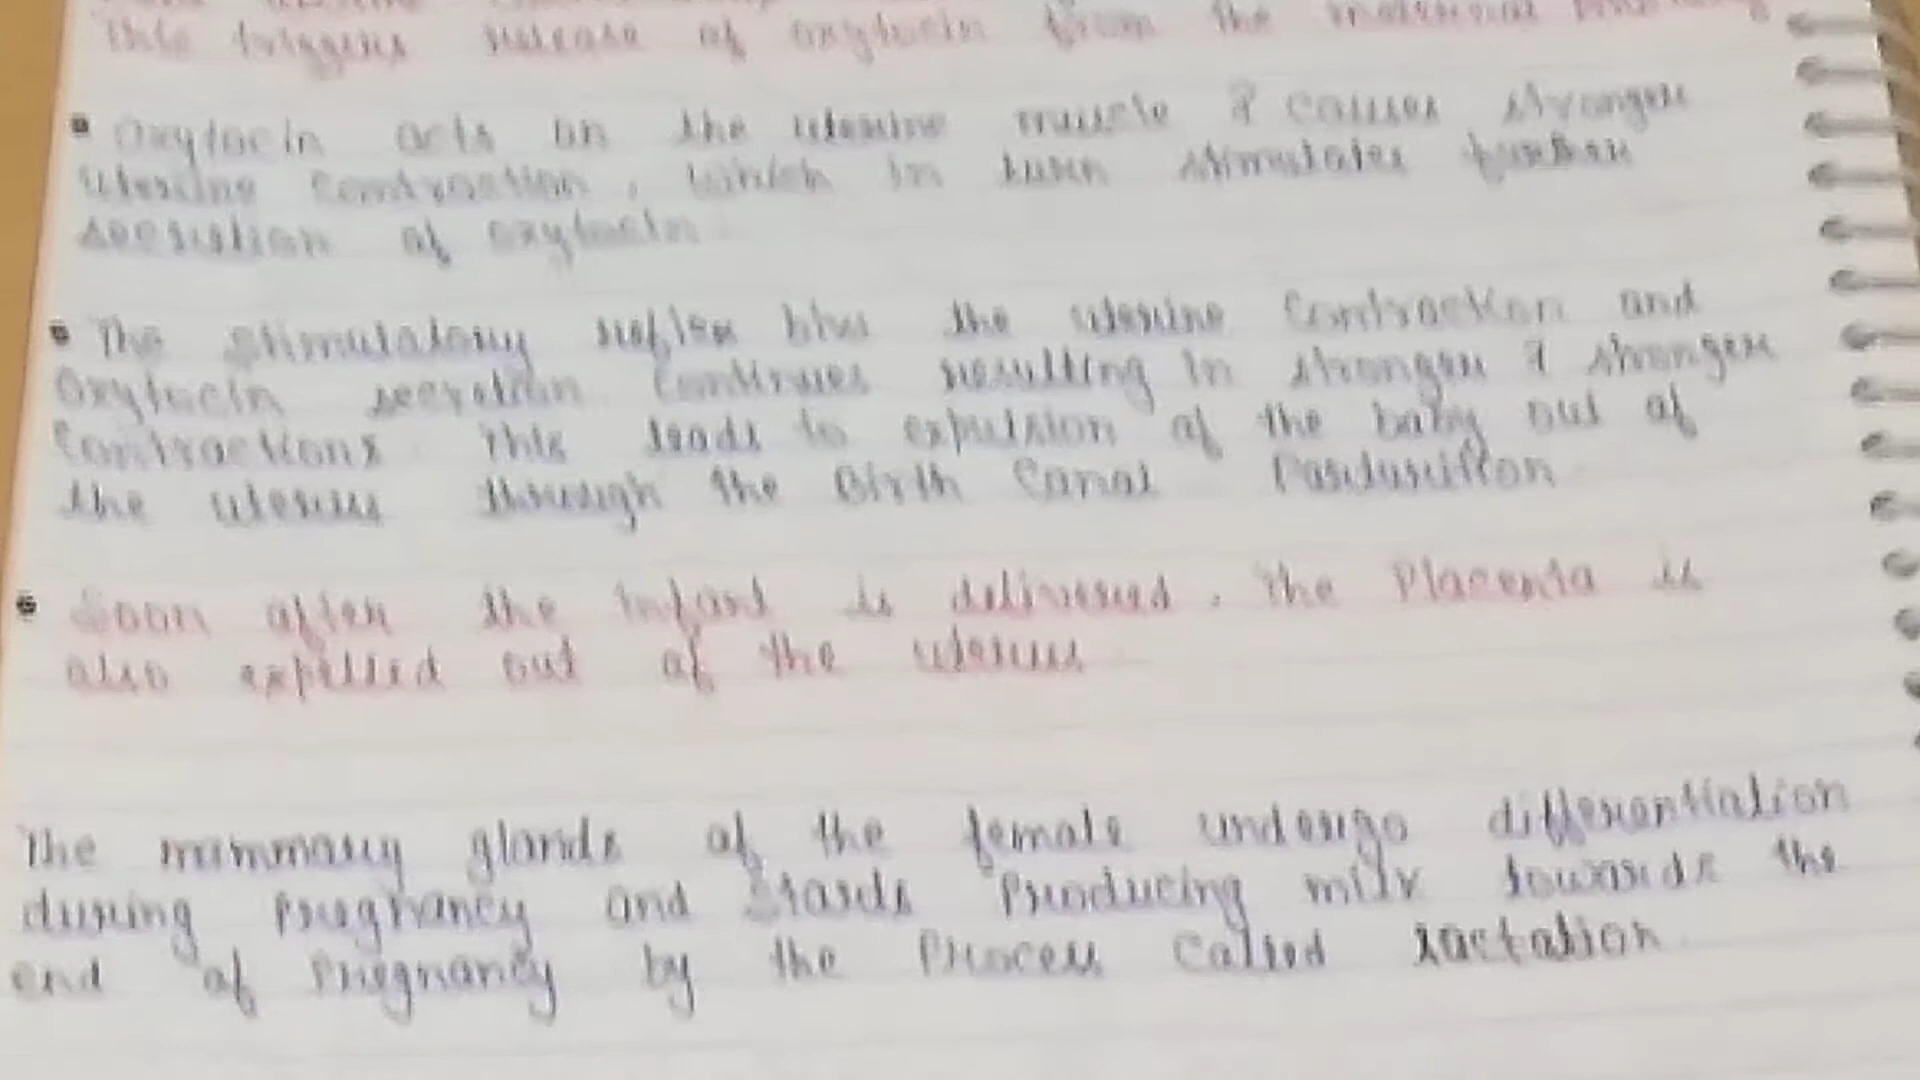 This triggers release of oxytocin from the maternal
• Oxytocin acts on the uterine muscle & causes stronger
uterine contraction, which in turn stimulates further
secretion of oxytocin
• The stimulatory reflex b/w the uterine contraction and
oxytocin secretion continues resulting in stronger & stronger
contractions This leads to expulsion of the baby out of
the uterus through the Birth Canal Parturition
• Soon after the infant is delivered, the Placenta is
also expelled out of the uterus
The mammary glands of the female undergo differentiation
during Pregnancy and starts Producing milk towards the
end of Pregnancy by the Process called lactation